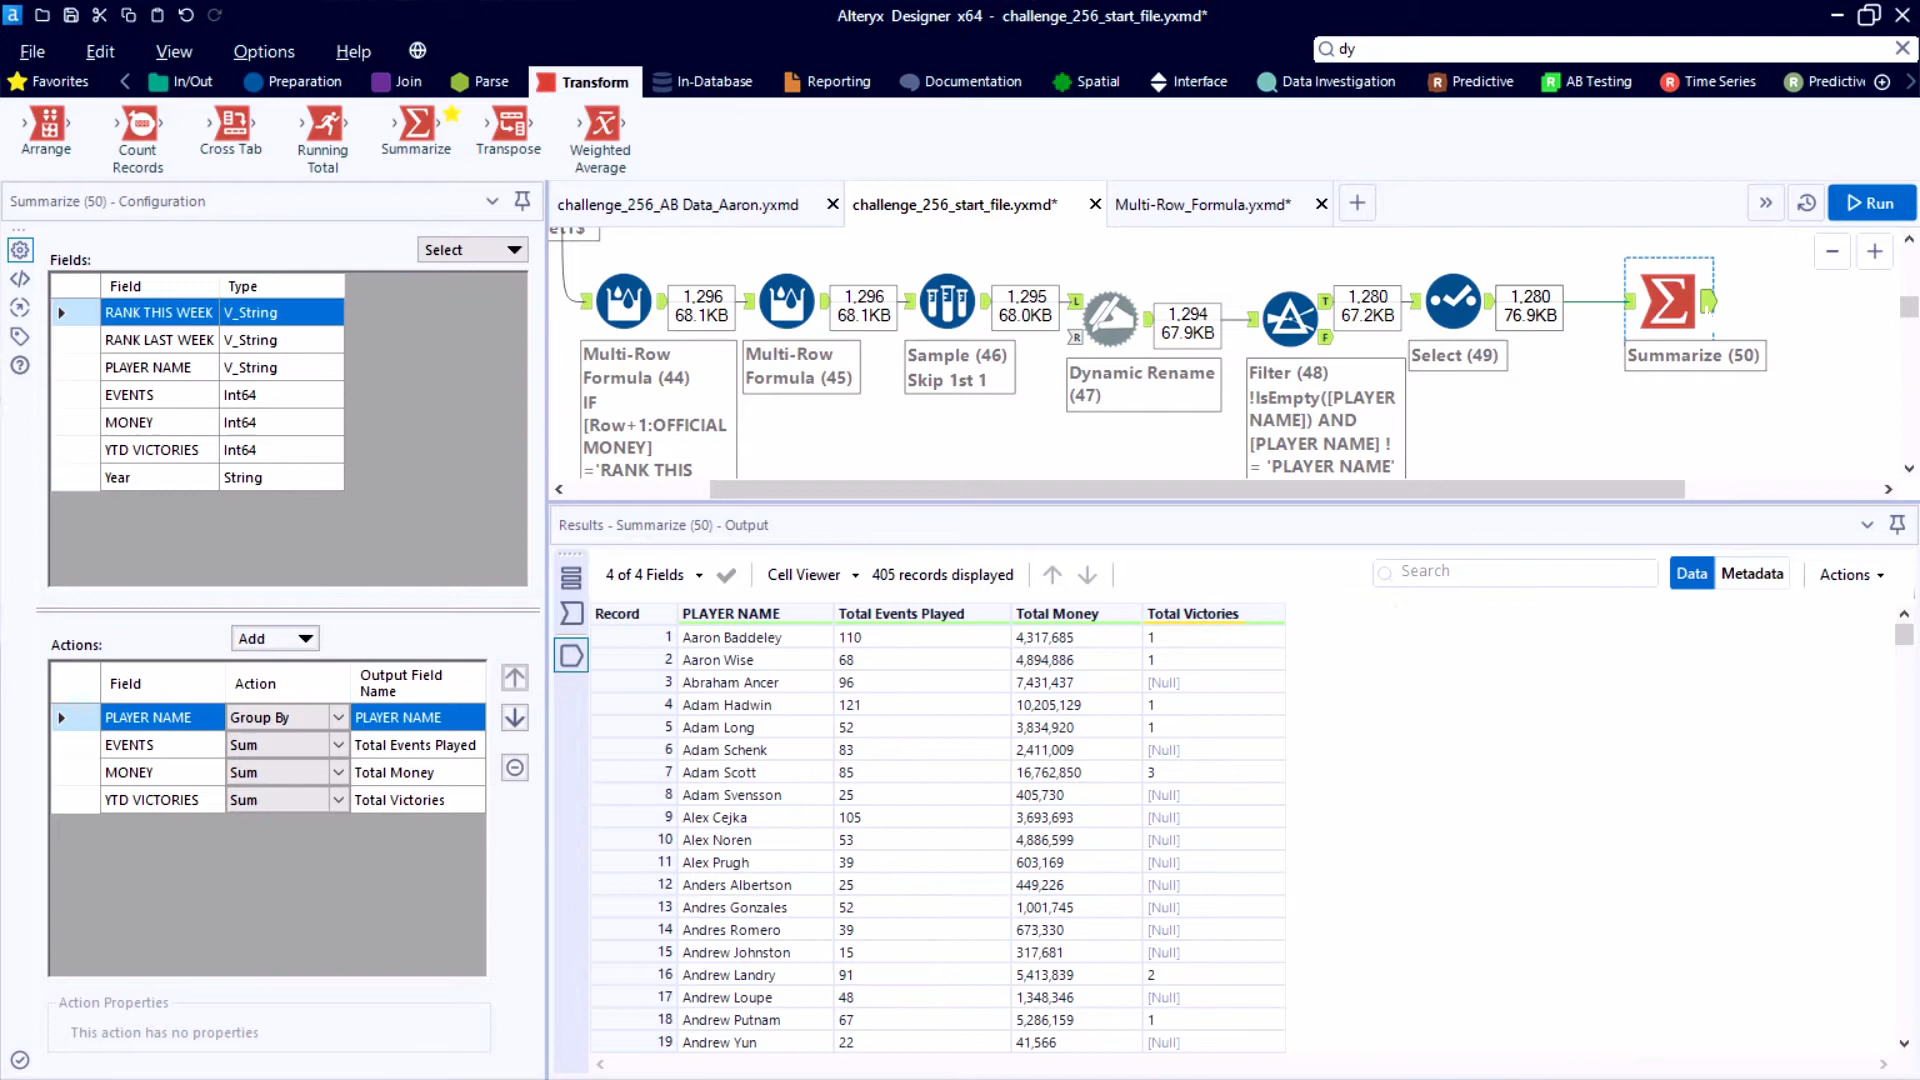 a
Alteryx Designer x64 - challenge_256_start_file.yxmd*
File Edit View Options Help
dy
Favorites In/Out Preparation Join Parse Transform In-Database Reporting Documentation Spatial Interface Data Investigation Predictive AB Testing Time Series Predictiv
Arrange
Count Records
Cross Tab
Running Total
Summarize
Transpose
Weighted Average
Summarize (50) - Configuration
challenge_256_AB Data_Aaron.yxmd
challenge_256_start_file.yxmd*
Multi-Row_Formula.yxmd*
Run
Fields:
Select
Field Type
RANK THIS WEEK V_String
RANK LAST WEEK V_String
PLAYER NAME V_String
EVENTS Int64
MONEY Int64
YTD VICTORIES Int64
Year String
1,296
68.1KB
1,296
68.1KB
1,295
68.0KB
L
R
1,294
67.9KB
T
F
1,280
67.2KB
1,280
76.9KB
Multi-Row
Formula (44)
IF
[Row+1:OFFICIAL
MONEY]
='RANK THIS
Multi-Row
Formula (45)
Sample (46)
Skip 1st 1
Dynamic Rename
(47)
Filter (48)
!IsEmpty([PLAYER
NAME]) AND
[PLAYER NAME] !
= 'PLAYER NAME'
Select (49)
Summarize (50)
Actions:
Add
Field Action Output Field
Name
PLAYER NAME Group By PLAYER NAME
EVENTS Sum Total Events Played
MONEY Sum Total Money
YTD VICTORIES Sum Total Victories
Action Properties
This action has no properties
Results - Summarize (50) - Output
4 of 4 Fields Cell Viewer 405 records displayed Search Data Metadata Actions
Record PLAYER NAME Total Events Played Total Money Total Victories
1 Aaron Baddeley 110 4,317,685 1
2 Aaron Wise 68 4,894,886 1
3 Abraham Ancer 96 7,431,437 [Null]
4 Adam Hadwin 121 10,205,129 1
5 Adam Long 52 3,834,920 1
6 Adam Schenk 83 2,411,009 [Null]
7 Adam Scott 85 16,762,850 3
8 Adam Svensson 25 405,730 [Null]
9 Alex Cejka 105 3,693,693 [Null]
10 Alex Noren 53 4,886,599 [Null]
11 Alex Prugh 39 603,169 [Null]
12 Anders Albertson 25 449,226 [Null]
13 Andres Gonzales 52 1,001,745 [Null]
14 Andres Romero 39 673,330 [Null]
15 Andrew Johnston 15 317,681 [Null]
16 Andrew Landry 91 5,413,839 2
17 Andrew Loupe 48 1,348,346 [Null]
18 Andrew Putnam 67 5,286,159 1
19 Andrew Yun 22 41,566 [Null]